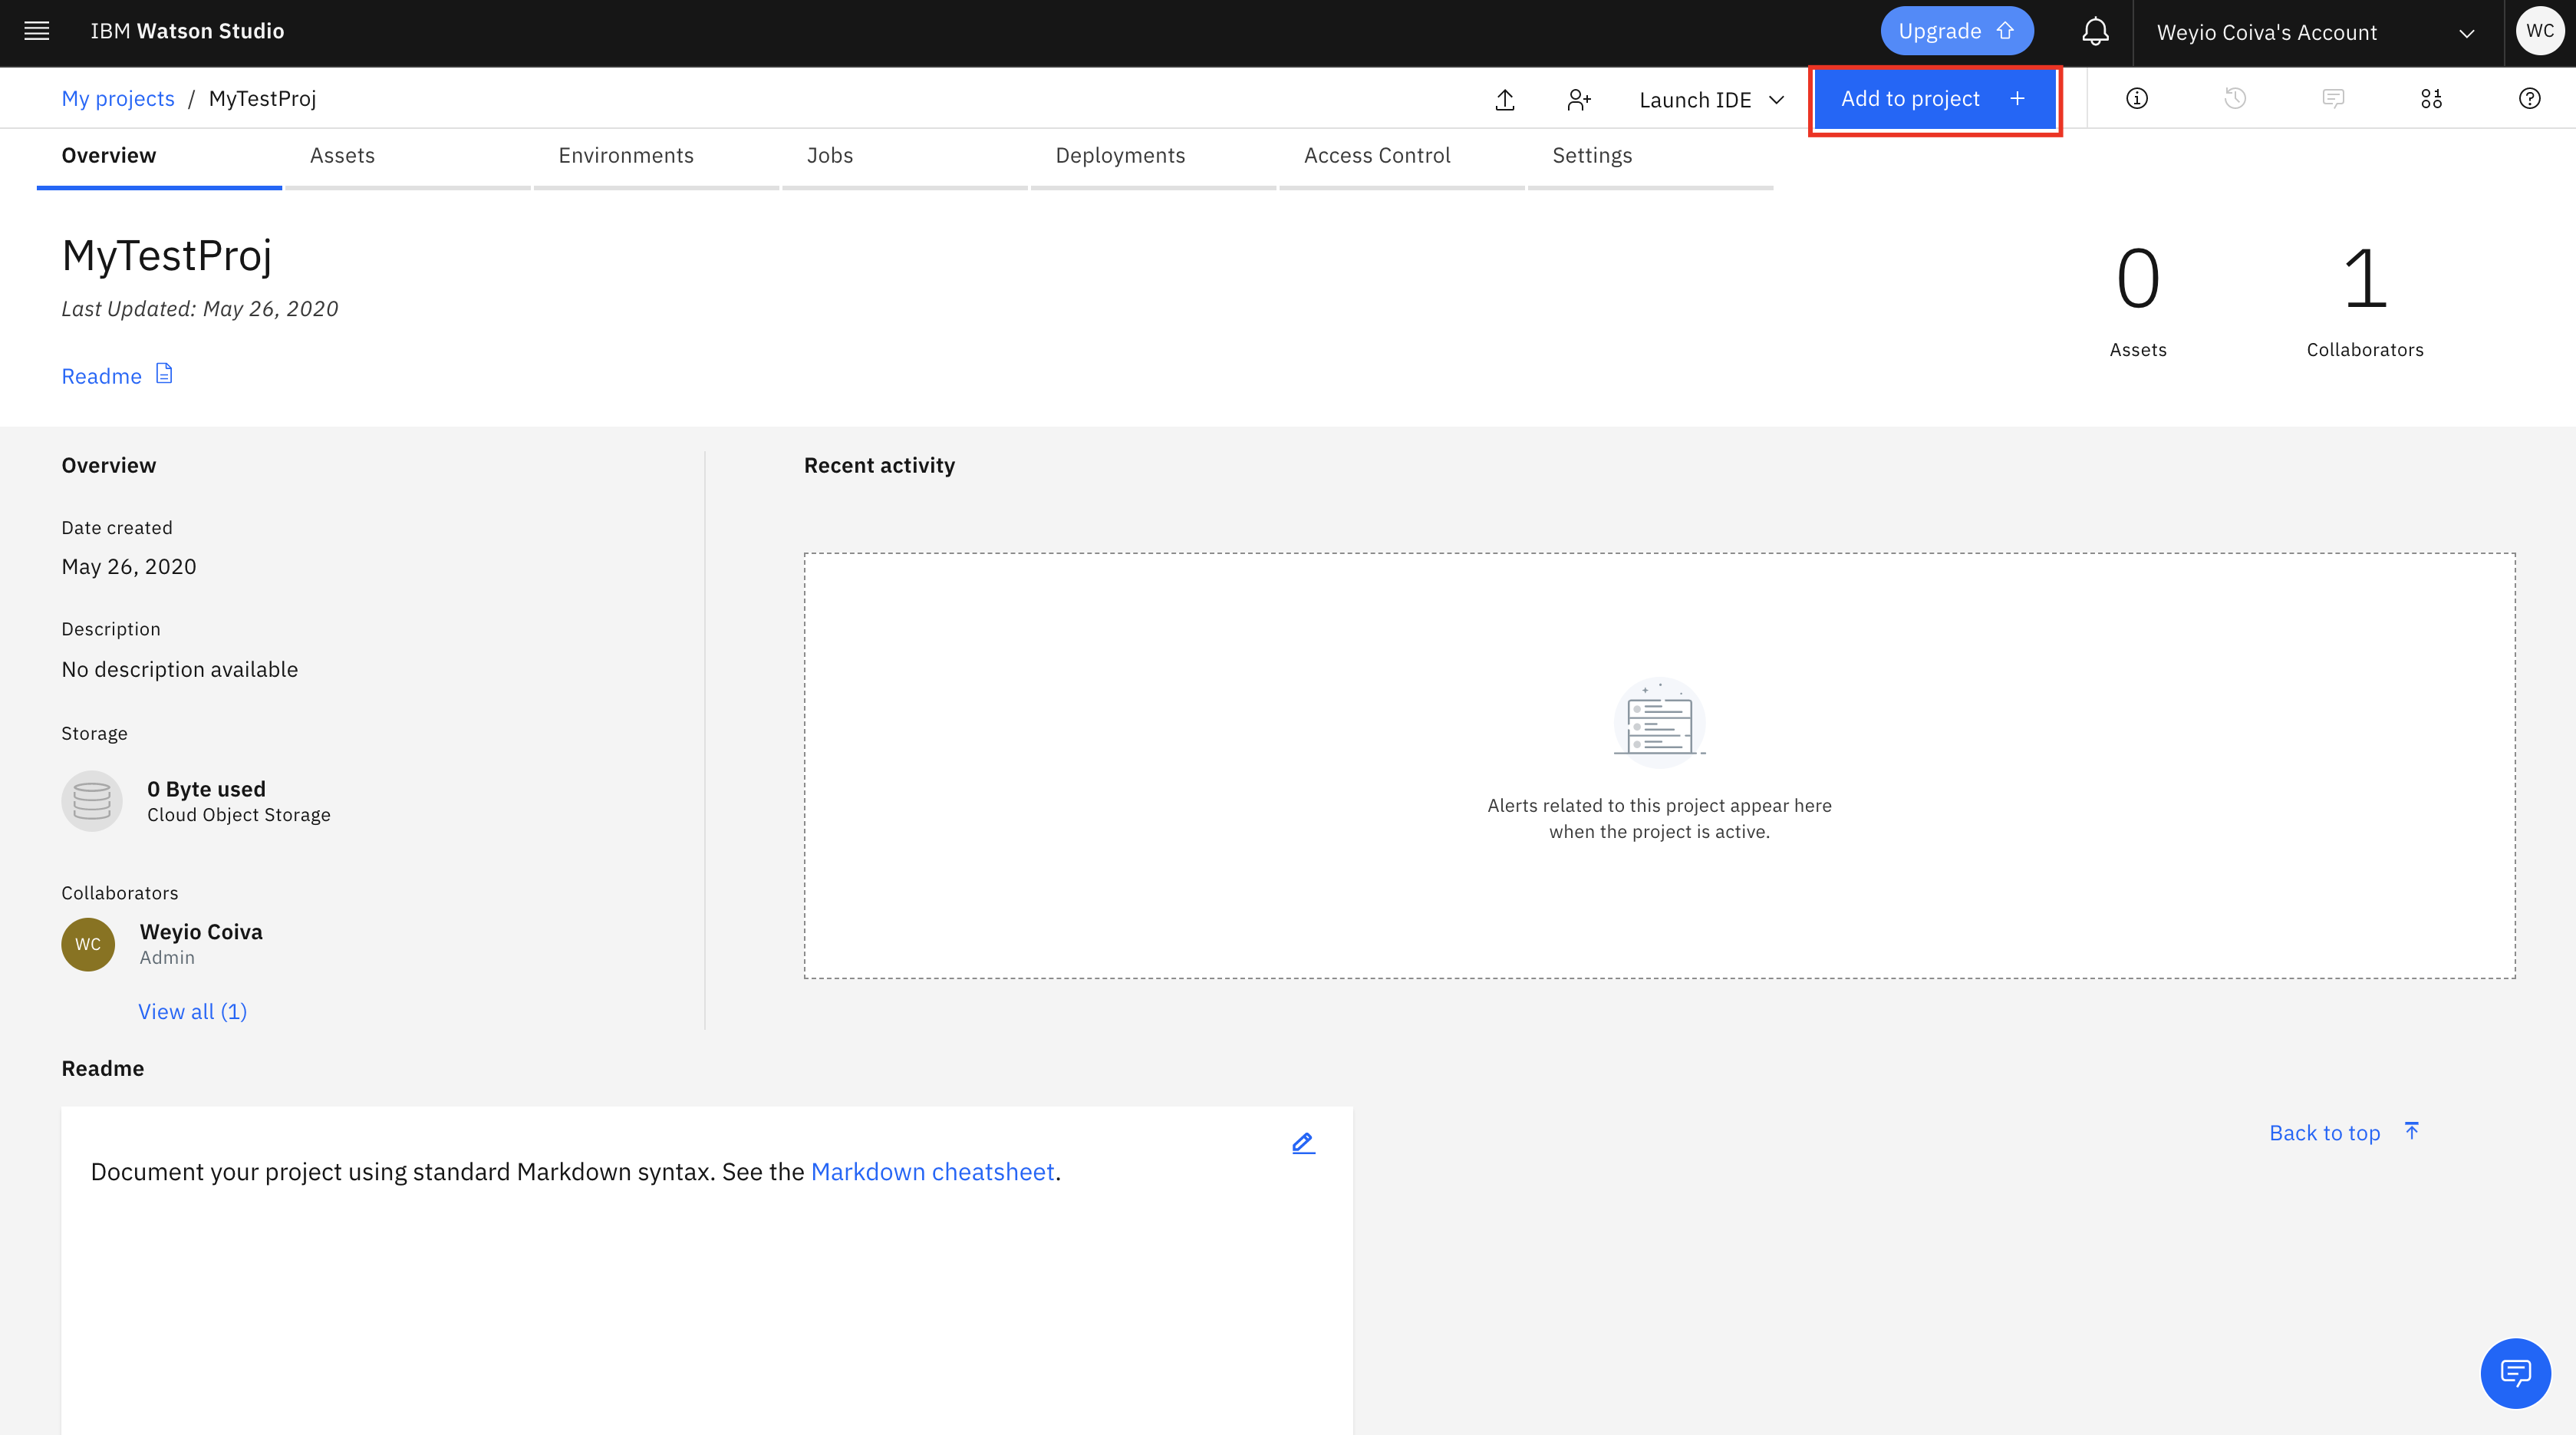 IBM Watson Studio
Upgrade
Weyio Coiva's Account
WC
My projects / MyTestProj
Launch IDE
Add to project +
Overview
Assets
Environments
Jobs
Deployments
Access Control
Settings
MyTestProj
Last Updated: May 26, 2020
Readme
0
Assets
1
Collaborators
Overview
Date created
May 26, 2020
Description
No description available
Storage
0 Byte used
Cloud Object Storage
Collaborators
WC
Weyio Coiva
Admin
View all (1)
Recent activity
Alerts related to this project appear here
when the project is active.
Readme
Document your project using standard Markdown syntax. See the Markdown cheatsheet.
Back to top